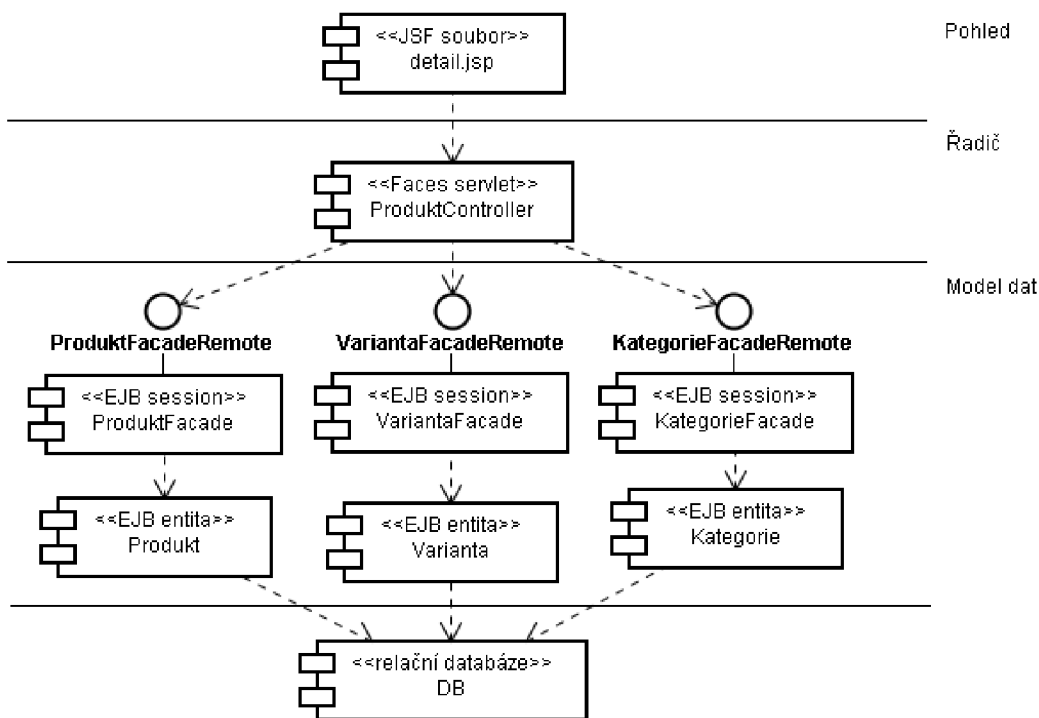 <<JSF soubor>>
detail.jsp
Pohled
Řadič
<<Faces servlet>>
ProduktController
Model dat
ProduktFacadeRemote
VariantaFacadeRemote
KategorieFacadeRemote
<<EJB session>>
ProduktFacade
<<EJB session>>
VariantaFacade
<<EJB session>>
KategorieFacade
<<EJB entita>>
Produkt
<<EJB entita>>
Varianta
<<EJB entita>>
Kategorie
<<relační databáze>>
DB